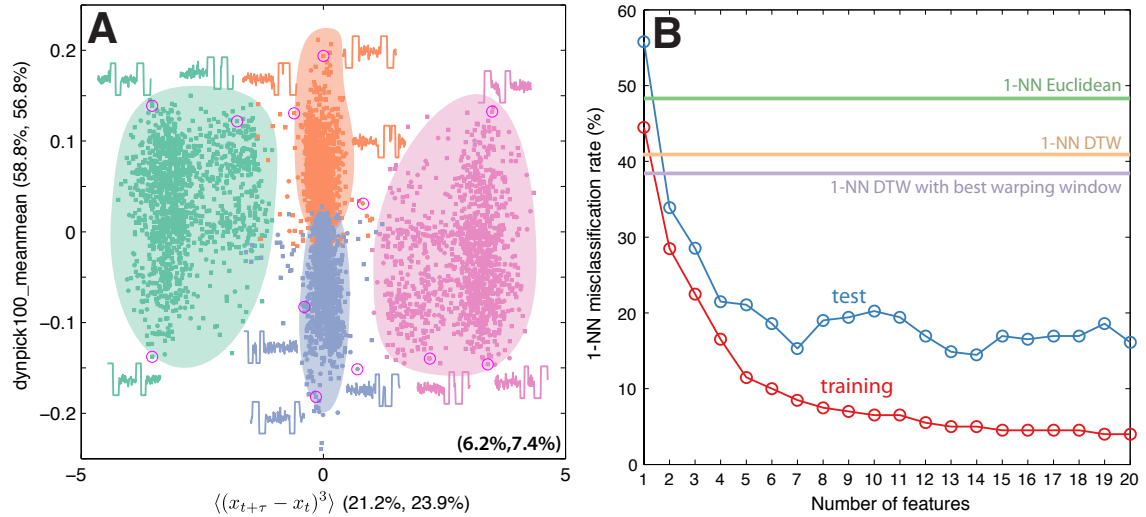 A
dynpick100_meanmean (58.8%, 56.8%)
0.2
0.1
0
−0.1
−0.2
(6.2%,7.4%)
−5
0
5
⟨(x_{t+τ} − x_t)^3⟩ (21.2%, 23.9%)
B
1-NN misclassification rate (%)
60
50
40
30
20
10
0
1-NN Euclidean
1-NN DTW
1-NN DTW with best warping window
test
training
1 2 3 4 5 6 7 8 9 10 11 12 13 14 15 16 17 18 19 20
Number of features